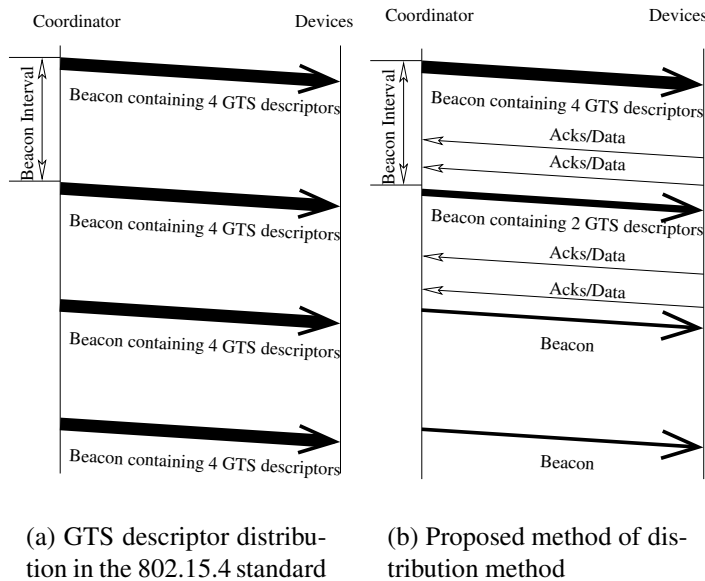 Coordinator
Devices
Beacon Interval
Beacon containing 4 GTS descriptors
Beacon containing 4 GTS descriptors
Beacon containing 4 GTS descriptors
Beacon containing 4 GTS descriptors
(a) GTS descriptor distribu-
tion in the 802.15.4 standard
Coordinator
Devices
Beacon Interval
Beacon containing 4 GTS descriptors
Acks/Data
Acks/Data
Beacon containing 2 GTS descriptors
Acks/Data
Acks/Data
Beacon
Beacon
(b) Proposed method of dis-
tribution method